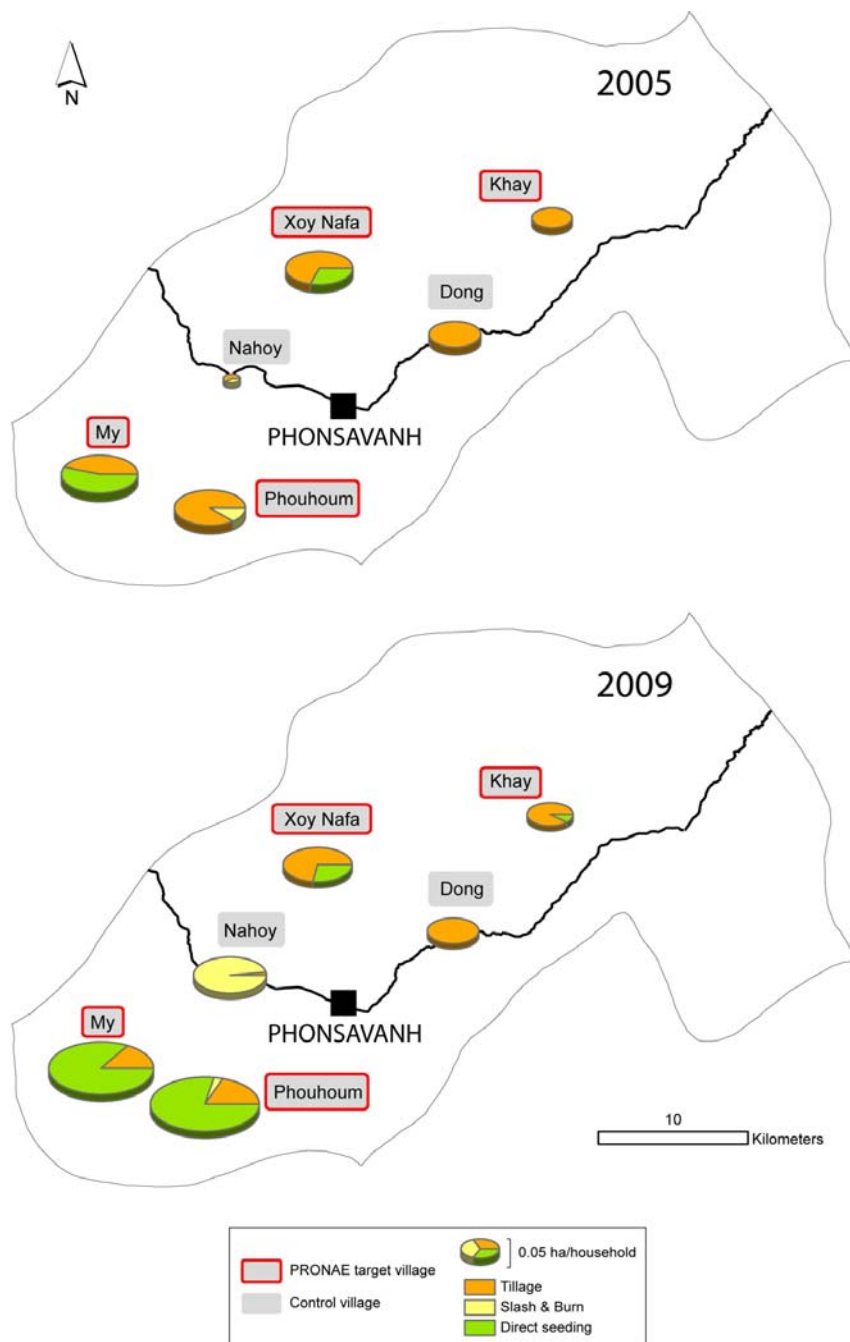 2005
N
Khay
Xoy Nafa
Dong
Nahoy
PHONSAVANH
My
Phouhoum
2009
Khay
Xoy Nafa
Dong
Nahoy
PHONSAVANH
My
Phouhoum
10
Kilometers
PRONAE target village
Control village
0.05 ha/household
Tillage
Slash & Burn
Direct seeding